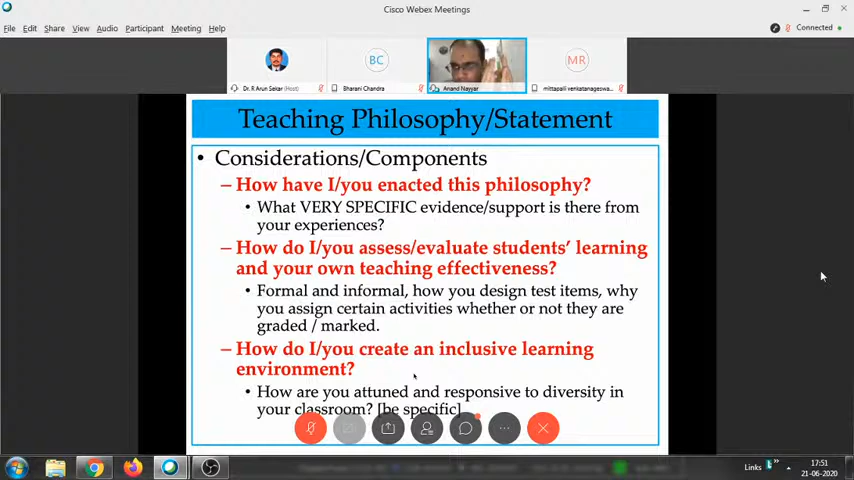 Cisco Webex Meetings
File Edit Share View Audio Participant Meeting Help
Connected
BC
MR
Dr. R Arun Sekar (Host)
Bharani Chandra
Anand Nayyar
mittapalli venkatanageswa...
Teaching Philosophy/Statement
• Considerations/Components
– How have I/you enacted this philosophy?
• What VERY SPECIFIC evidence/support is there from
your experiences?
– How do I/you assess/evaluate students' learning
and your own teaching effectiveness?
• Formal and informal, how you design test items, why
you assign certain activities whether or not they are
graded / marked.
– How do I/you create an inclusive learning
environment?
• How are you attuned and responsive to diversity in
your classroom? [be specific]
Links
17:51
21-06-2020